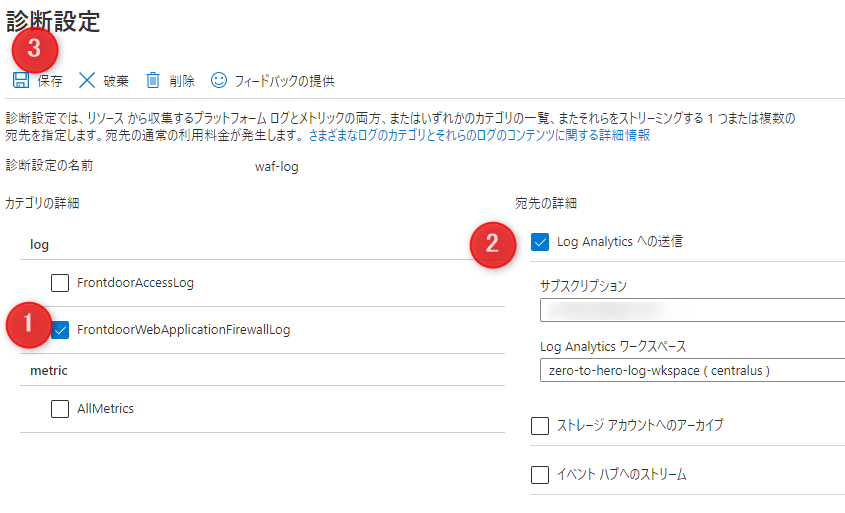 診断設定
3
保存 破棄 削除 フィードバックの提供
診断設定では、リソース から収集するプラットフォーム ログとメトリックの両方、またはいずれかのカテゴリの一覧、またそれらをストリーミングする 1 つまたは複数の
宛先を指定します。宛先の通常の利用料金が発生します。 さまざまなログのカテゴリとそれらのログのコンテンツに関する詳細情報
診断設定の名前 waf-log
カテゴリの詳細
log
FrontdoorAccessLog
1
FrontdoorWebApplicationFirewallLog
metric
AllMetrics
宛先の詳細
2
Log Analytics への送信
サブスクリプション
Log Analytics ワークスペース
zero-to-hero-log-wkspace ( centralus )
ストレージ アカウントへのアーカイブ
イベント ハブへのストリーム